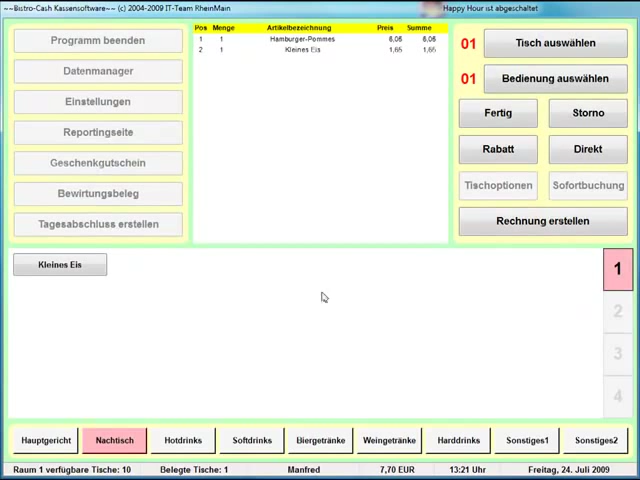 ~~Bistro-Cash Kassensoftware~~ (c) 2004-2009 IT-Team RheinMain
Happy Hour ist abgeschaltet
Programm beenden
Datenmanager
Einstellungen
Reportingseite
Geschenkgutschein
Bewirtungsbeleg
Tagesabschluss erstellen
Pos Menge Artikelbezeichnung Preis Summe
1 1 Hamburger-Pommes 6,05 6,05
2 1 Kleines Eis 1,65 1,65
01 Tisch auswählen
01 Bedienung auswählen
Fertig Storno
Rabatt Direkt
Tischoptionen Sofortbuchung
Rechnung erstellen
Kleines Eis
1
2
3
4
Hauptgericht Nachtisch Hotdrinks Softdrinks Biergetränke Weingetränke Harddrinks Sonstiges1 Sonstiges2
Raum 1 verfügbare Tische: 10 Belegte Tische: 1 Manfred 7,70 EUR 13:21 Uhr Freitag, 24. Juli 2009